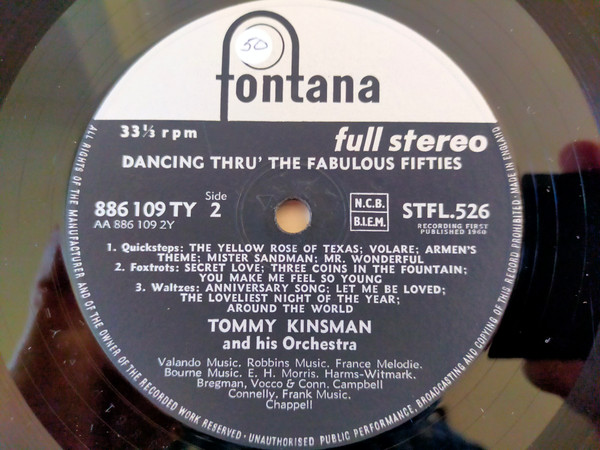 50
fontana
33⅓ rpm
full stereo
DANCING THRU' THE FABULOUS FIFTIES
886 109 TY Side 2 N.C.B. B.I.E.M. STFL.526
AA 886 109 2Y RECORDING FIRST PUBLISHED 1960
1. Quicksteps: THE YELLOW ROSE OF TEXAS; VOLARE; ARMEN'S
THEME; MISTER SANDMAN; MR. WONDERFUL
2. Foxtrots: SECRET LOVE; THREE COINS IN THE FOUNTAIN;
YOU MAKE ME FEEL SO YOUNG
3. Waltzes: ANNIVERSARY SONG; LET ME BE LOVED;
THE LOVELIEST NIGHT OF THE YEAR;
AROUND THE WORLD
TOMMY KINSMAN
and his Orchestra
Valando Music. Robbins Music. France Melodie.
Bourne Music. E. H. Morris. Harms-Witmark.
Bregman, Vocco & Conn. Campbell
Connelly, Frank Music.
Chappell
ALL RIGHTS OF THE MANUFACTURER AND OF THE OWNER OF THE RECORDED WORK RESERVED · UNAUTHORISED PUBLIC PERFORMANCE, BROADCASTING AND COPYING OF THIS RECORD PROHIBITED · MADE IN ENGLAND